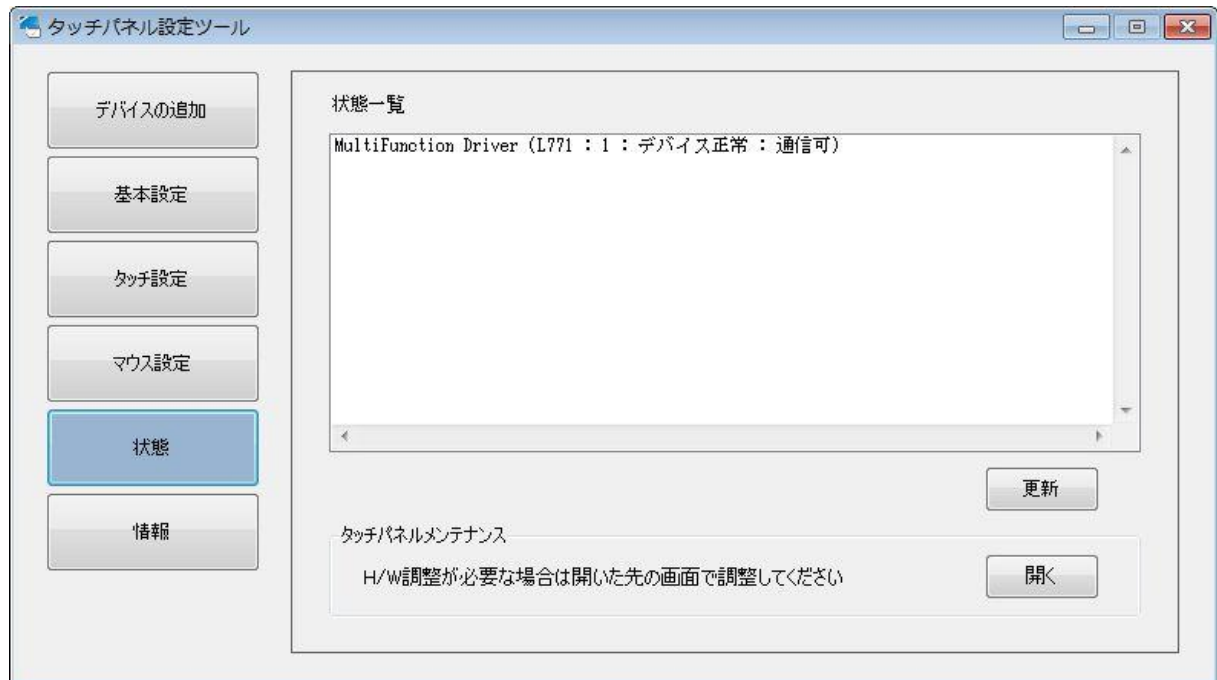 タッチパネル設定ツール
デバイスの追加
基本設定
タッチ設定
マウス設定
状態
情報
状態一覧
MultiFunction Driver (L771 : 1 : デバイス正常 : 通信可)
更新
タッチパネルメンテナンス
H/W調整が必要な場合は開いた先の画面で調整してください
開く